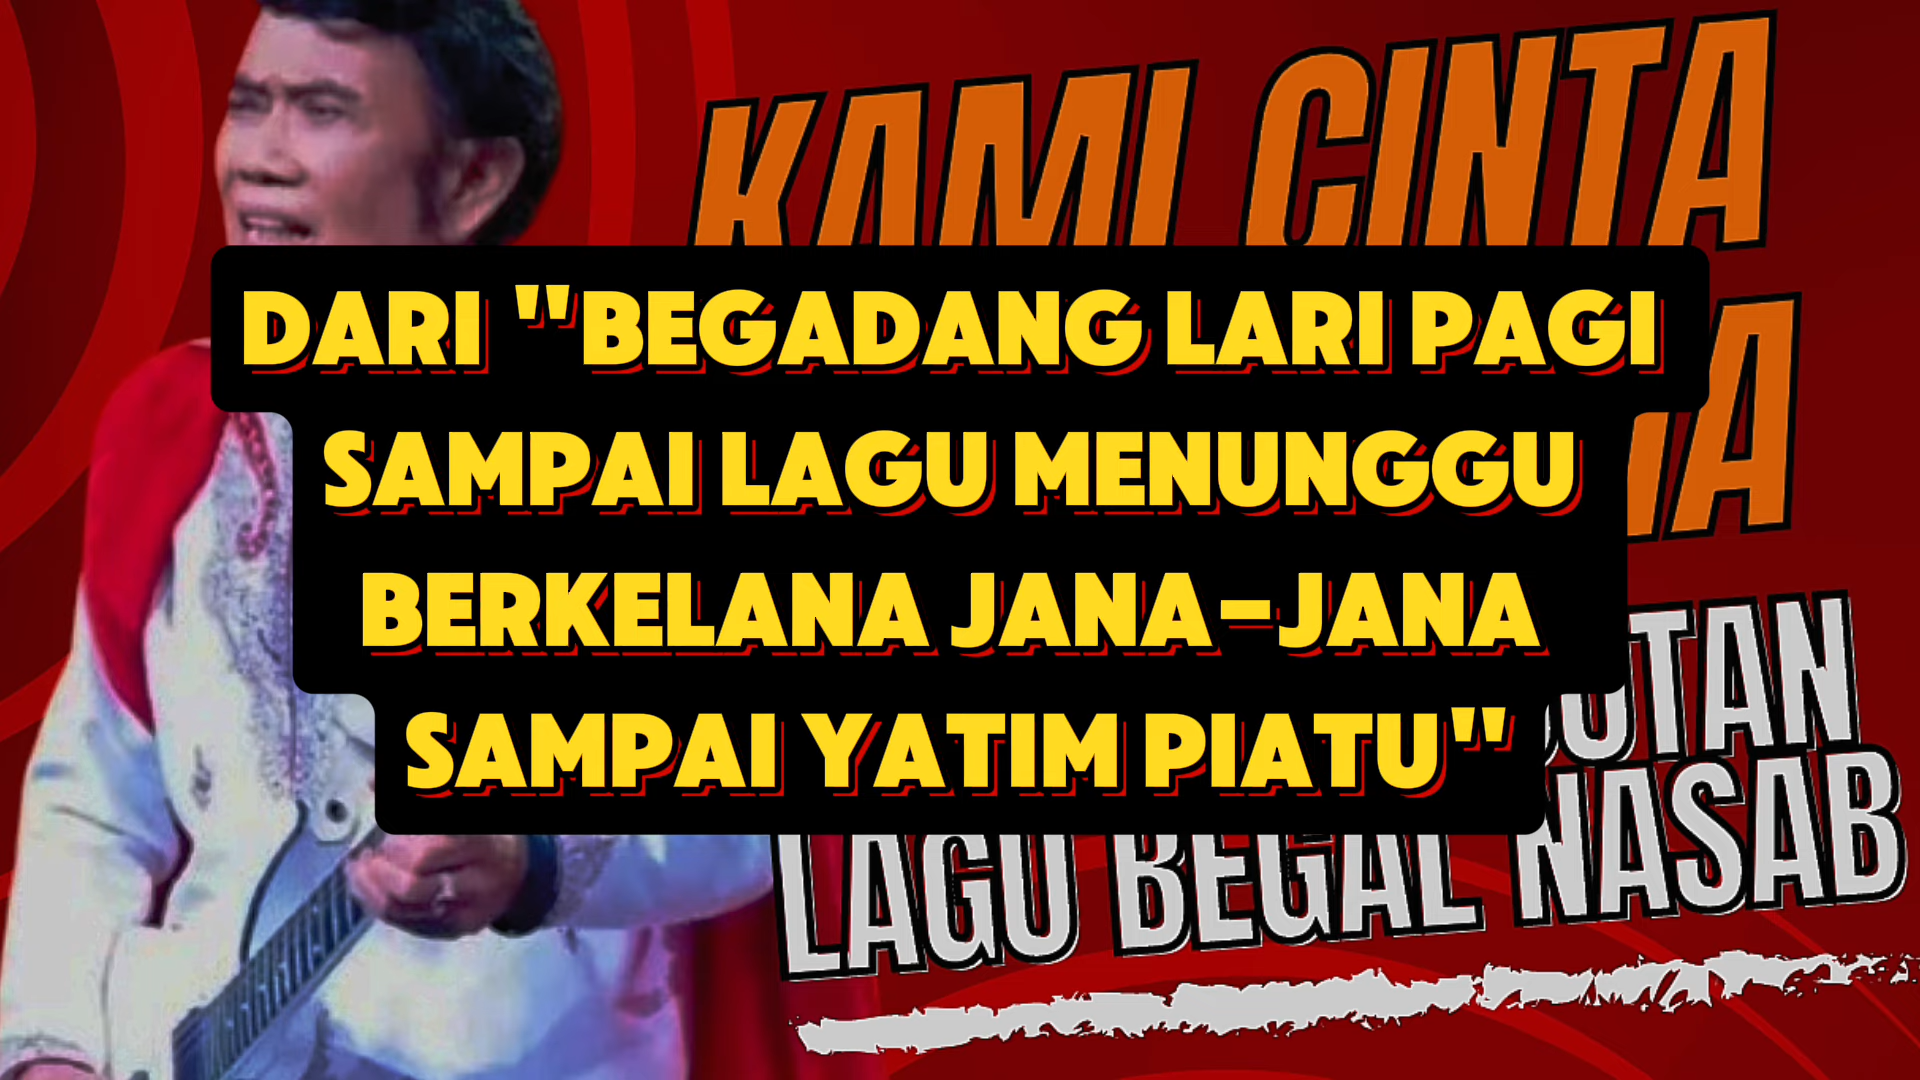 KAMI CINTA
DARI "BEGADANG LARI PAGI
SAMPAI LAGU MENUNGGU
BERKELANA JANA-JANA
SAMPAI YATIM PIATU"
LAGU BEGAL NASAB